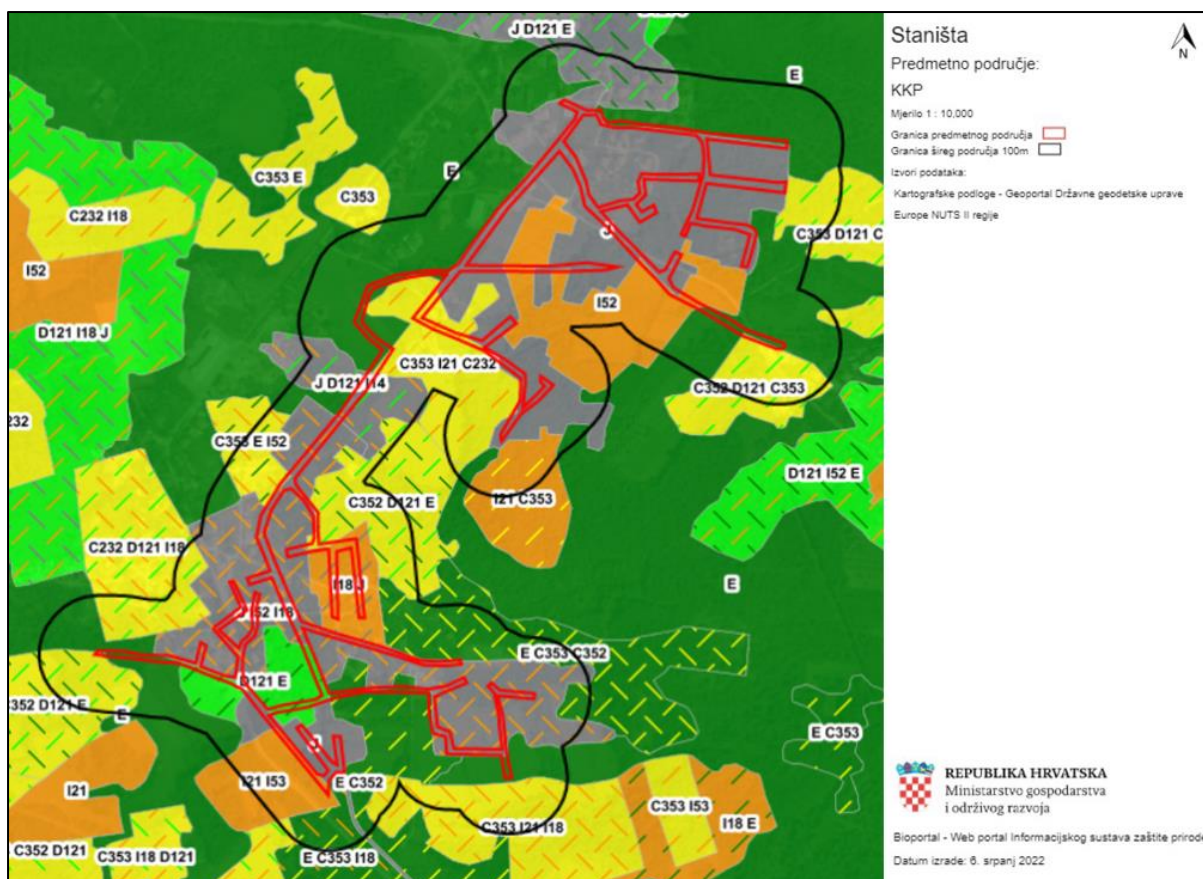 Staništa
Predmetno područje:
KKP
Mjerilo 1 : 10,000
Granica predmetnog područja
Granica šireg područja 100m
Izvori podataka:
Kartografske podloge - Geoportal Državne geodetske uprave
Europe NUTS II regije
N
J D121 E
E
C353 E
E
C353
C232 I18
C353 D121 C
J
I52
I52
D121 I18 J
C353 I21 C232
J D121 I14
C352 D121 C353
232
C353 E I52
D121 I52 E
I21 C353
C352 D121 E
C232 D121 I18
I18 J
E
I52 I18
E C353 C352
D121 E
C352 D121 E
E
E C353
J
E C352
I21 I53
I21
C353 I53
I18 E
C353 I21 I18
C352 D121
C353 I18 D121
E C353 I18
REPUBLIKA HRVATSKA
Ministarstvo gospodarstva
i održivog razvoja
Bioportal - Web portal Informacijskog sustava zaštite prirode
Datum izrade: 6. srpanj 2022